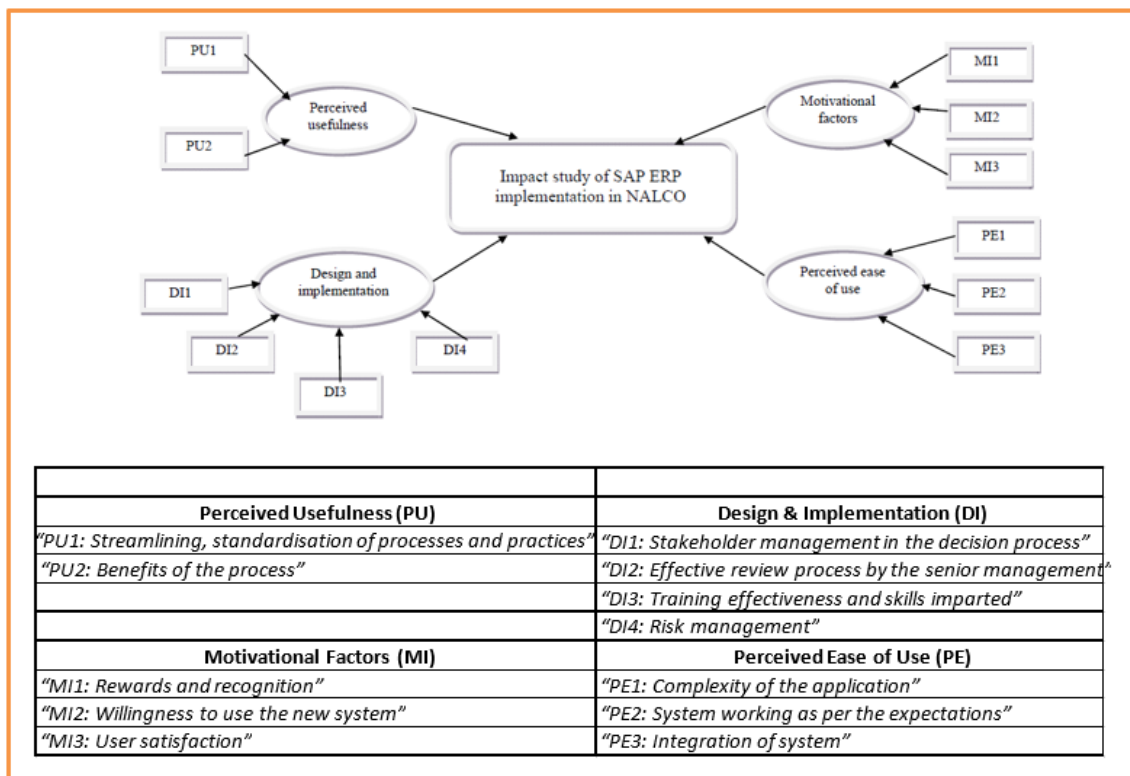 PU1
PU2
Perceived
usefulness
Motivational
factors
MI1
MI2
MI3
Impact study of SAP ERP
implementation in NALCO
Design and
implementation
DI1
DI2
DI3
DI4
Perceived ease
of use
PE1
PE2
PE3
Perceived Usefulness (PU)
Design & Implementation (DI)
“PU1: Streamlining, standardisation of processes and practices”
“DI1: Stakeholder management in the decision process”
“PU2: Benefits of the process”
“DI2: Effective review process by the senior management”
“DI3: Training effectiveness and skills imparted”
“DI4: Risk management”
Motivational Factors (MI)
Perceived Ease of Use (PE)
“MI1: Rewards and recognition”
“PE1: Complexity of the application”
“MI2: Willingness to use the new system”
“PE2: System working as per the expectations”
“MI3: User satisfaction”
“PE3: Integration of system”